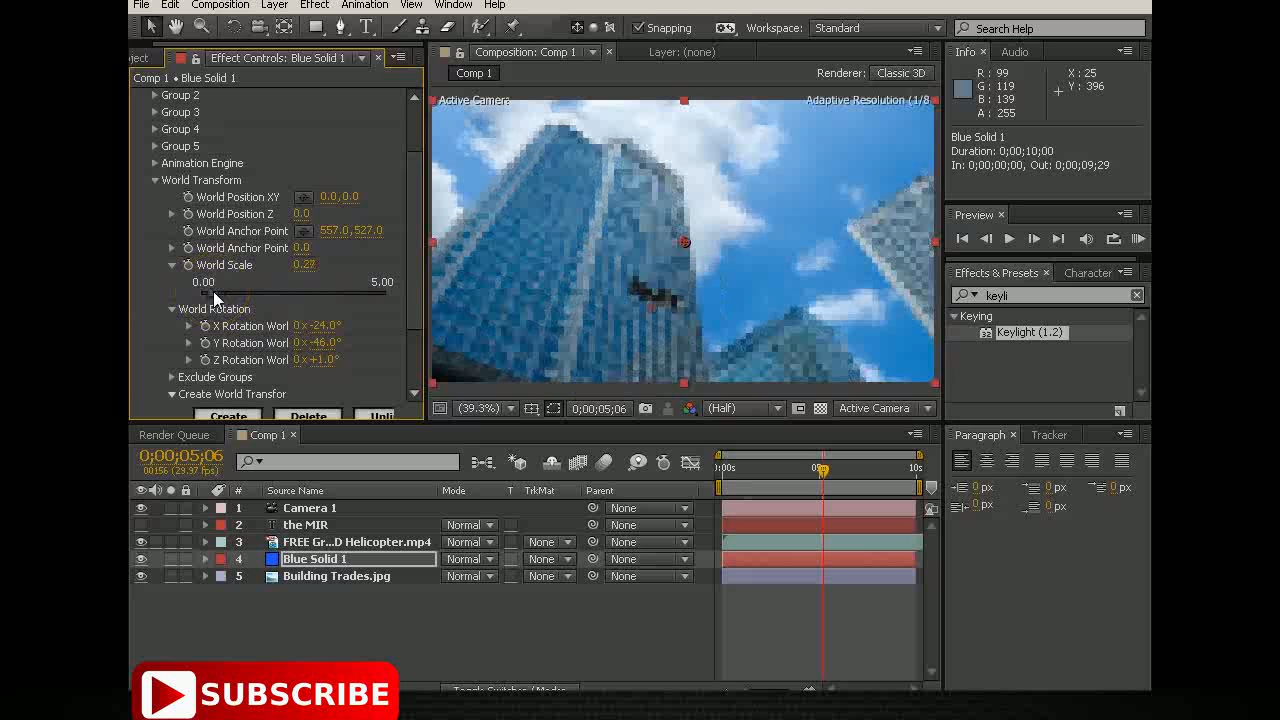 File Edit Composition Layer Effect Animation View Window Help
Snapping Workspace: Standard Search Help
ject Effect Controls: Blue Solid 1 Composition: Comp 1 Layer: (none) Info Audio
Comp 1 • Blue Solid 1 Comp 1 Renderer: Classic 3D
R: 99 X: 25
G: 119 Y: 396
B: 139
A: 255
Group 2
Group 3
Group 4
Group 5
Animation Engine
World Transform
World Position XY 0.0,0.0
World Position Z 0.0
World Anchor Point 557.0,527.0
World Anchor Point 0.0
World Scale 0.27
0.00 5.00
World Rotation
X Rotation Worl 0x-24.0°
Y Rotation Worl 0x-46.0°
Z Rotation Worl 0x+1.0°
Exclude Groups
Create World Transfor
Create Delete Unli
Active Camera Adaptive Resolution (1/8
(39.3%) 0;00;05;06 (Half) Active Camera
Blue Solid 1
Duration: 0;00;10;00
In: 0;00;00;00, Out: 0;00;09;29
Preview
Effects & Presets Character
keyli
Keying
Keylight (1.2)
Render Queue Comp 1
0;00;05;06
00156 (29.97 fps)
:00s 05s 10s
# Source Name Mode T TrkMat Parent
1 Camera 1 None
2 the MIR Normal None
3 FREE Gr...D Helicopter.mp4 Normal None None
4 Blue Solid 1 Normal None None
5 Building Trades.jpg Normal None None
Toggle Switches / Modes
Paragraph Tracker
0 px 0 px 0 px
0 px 0 px
SUBSCRIBE